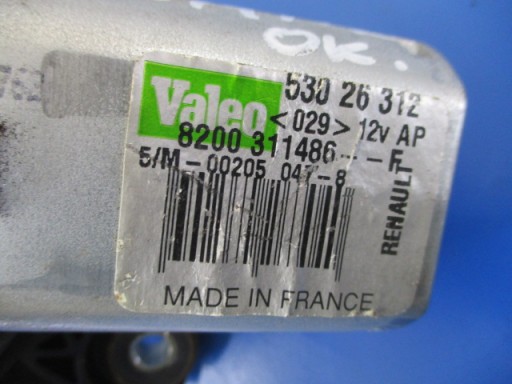 OK.
Valeo
530 26 312
<029> 12v AP
8200 311486--F
5/M-00205 047-8
RENAULT
MADE IN FRANCE